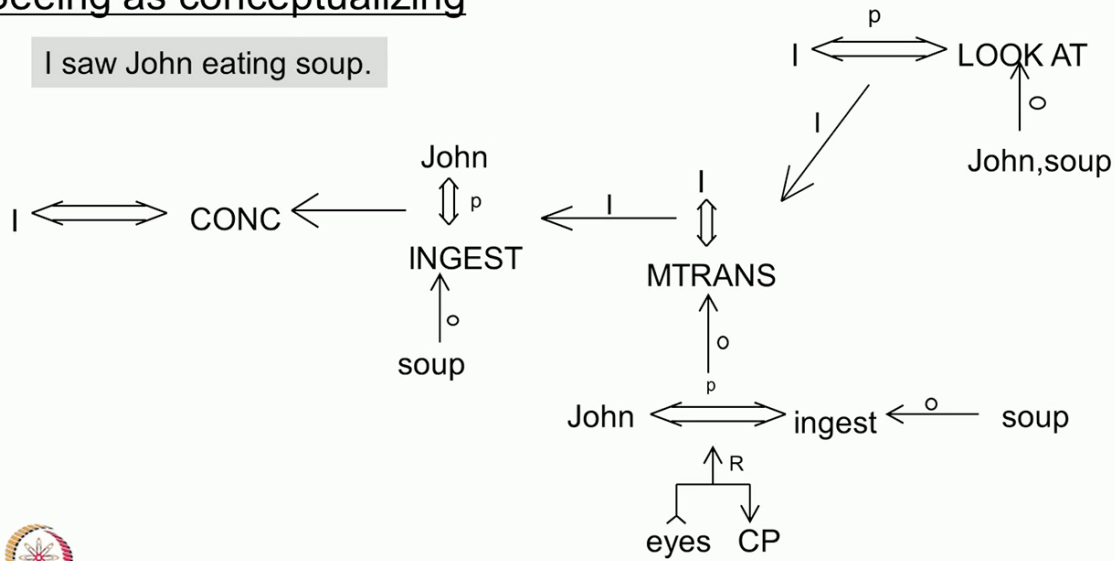 Seeing as conceptualizing
I saw John eating soup.
p
I LOOK AT
I o
John,soup
John
I CONC p I I
INGEST
MTRANS
o
o
soup
p
John ingest o soup
R
eyes CP